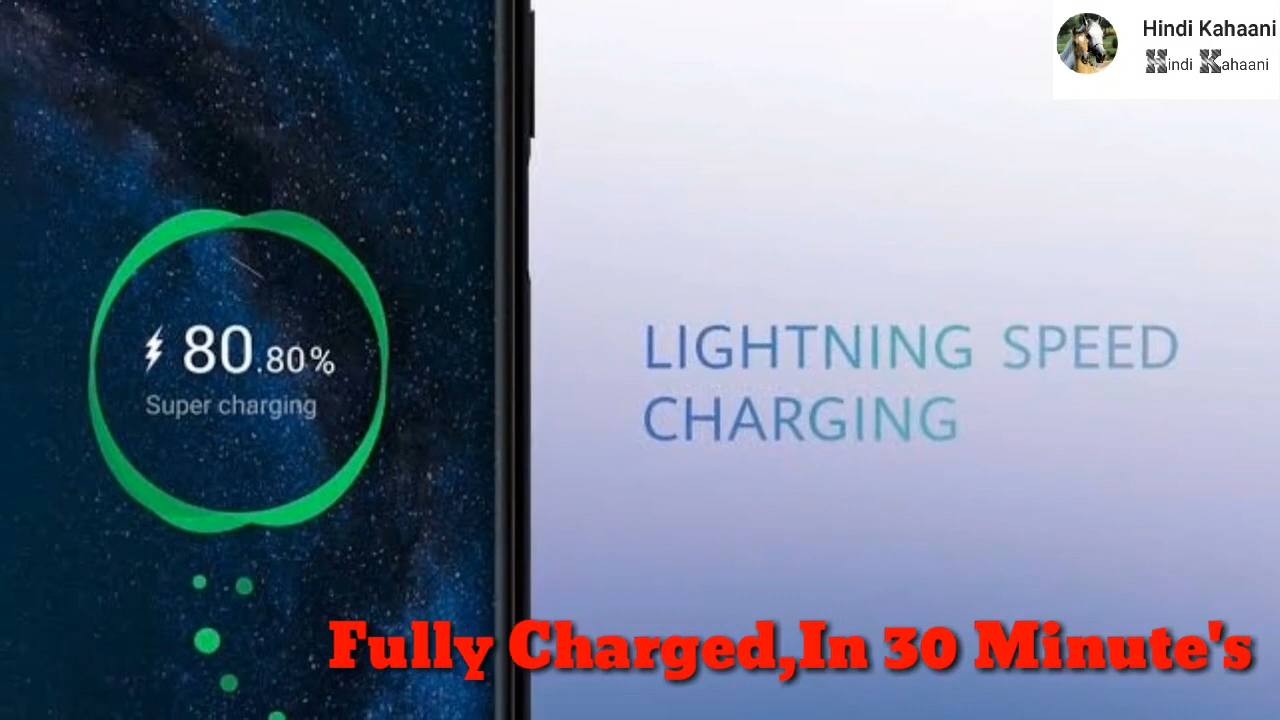 Hindi Kahaani
Hindi Kahaani
80.80%
Super charging
LIGHTNING SPEED
CHARGING
Fully Charged,In 30 Minute's